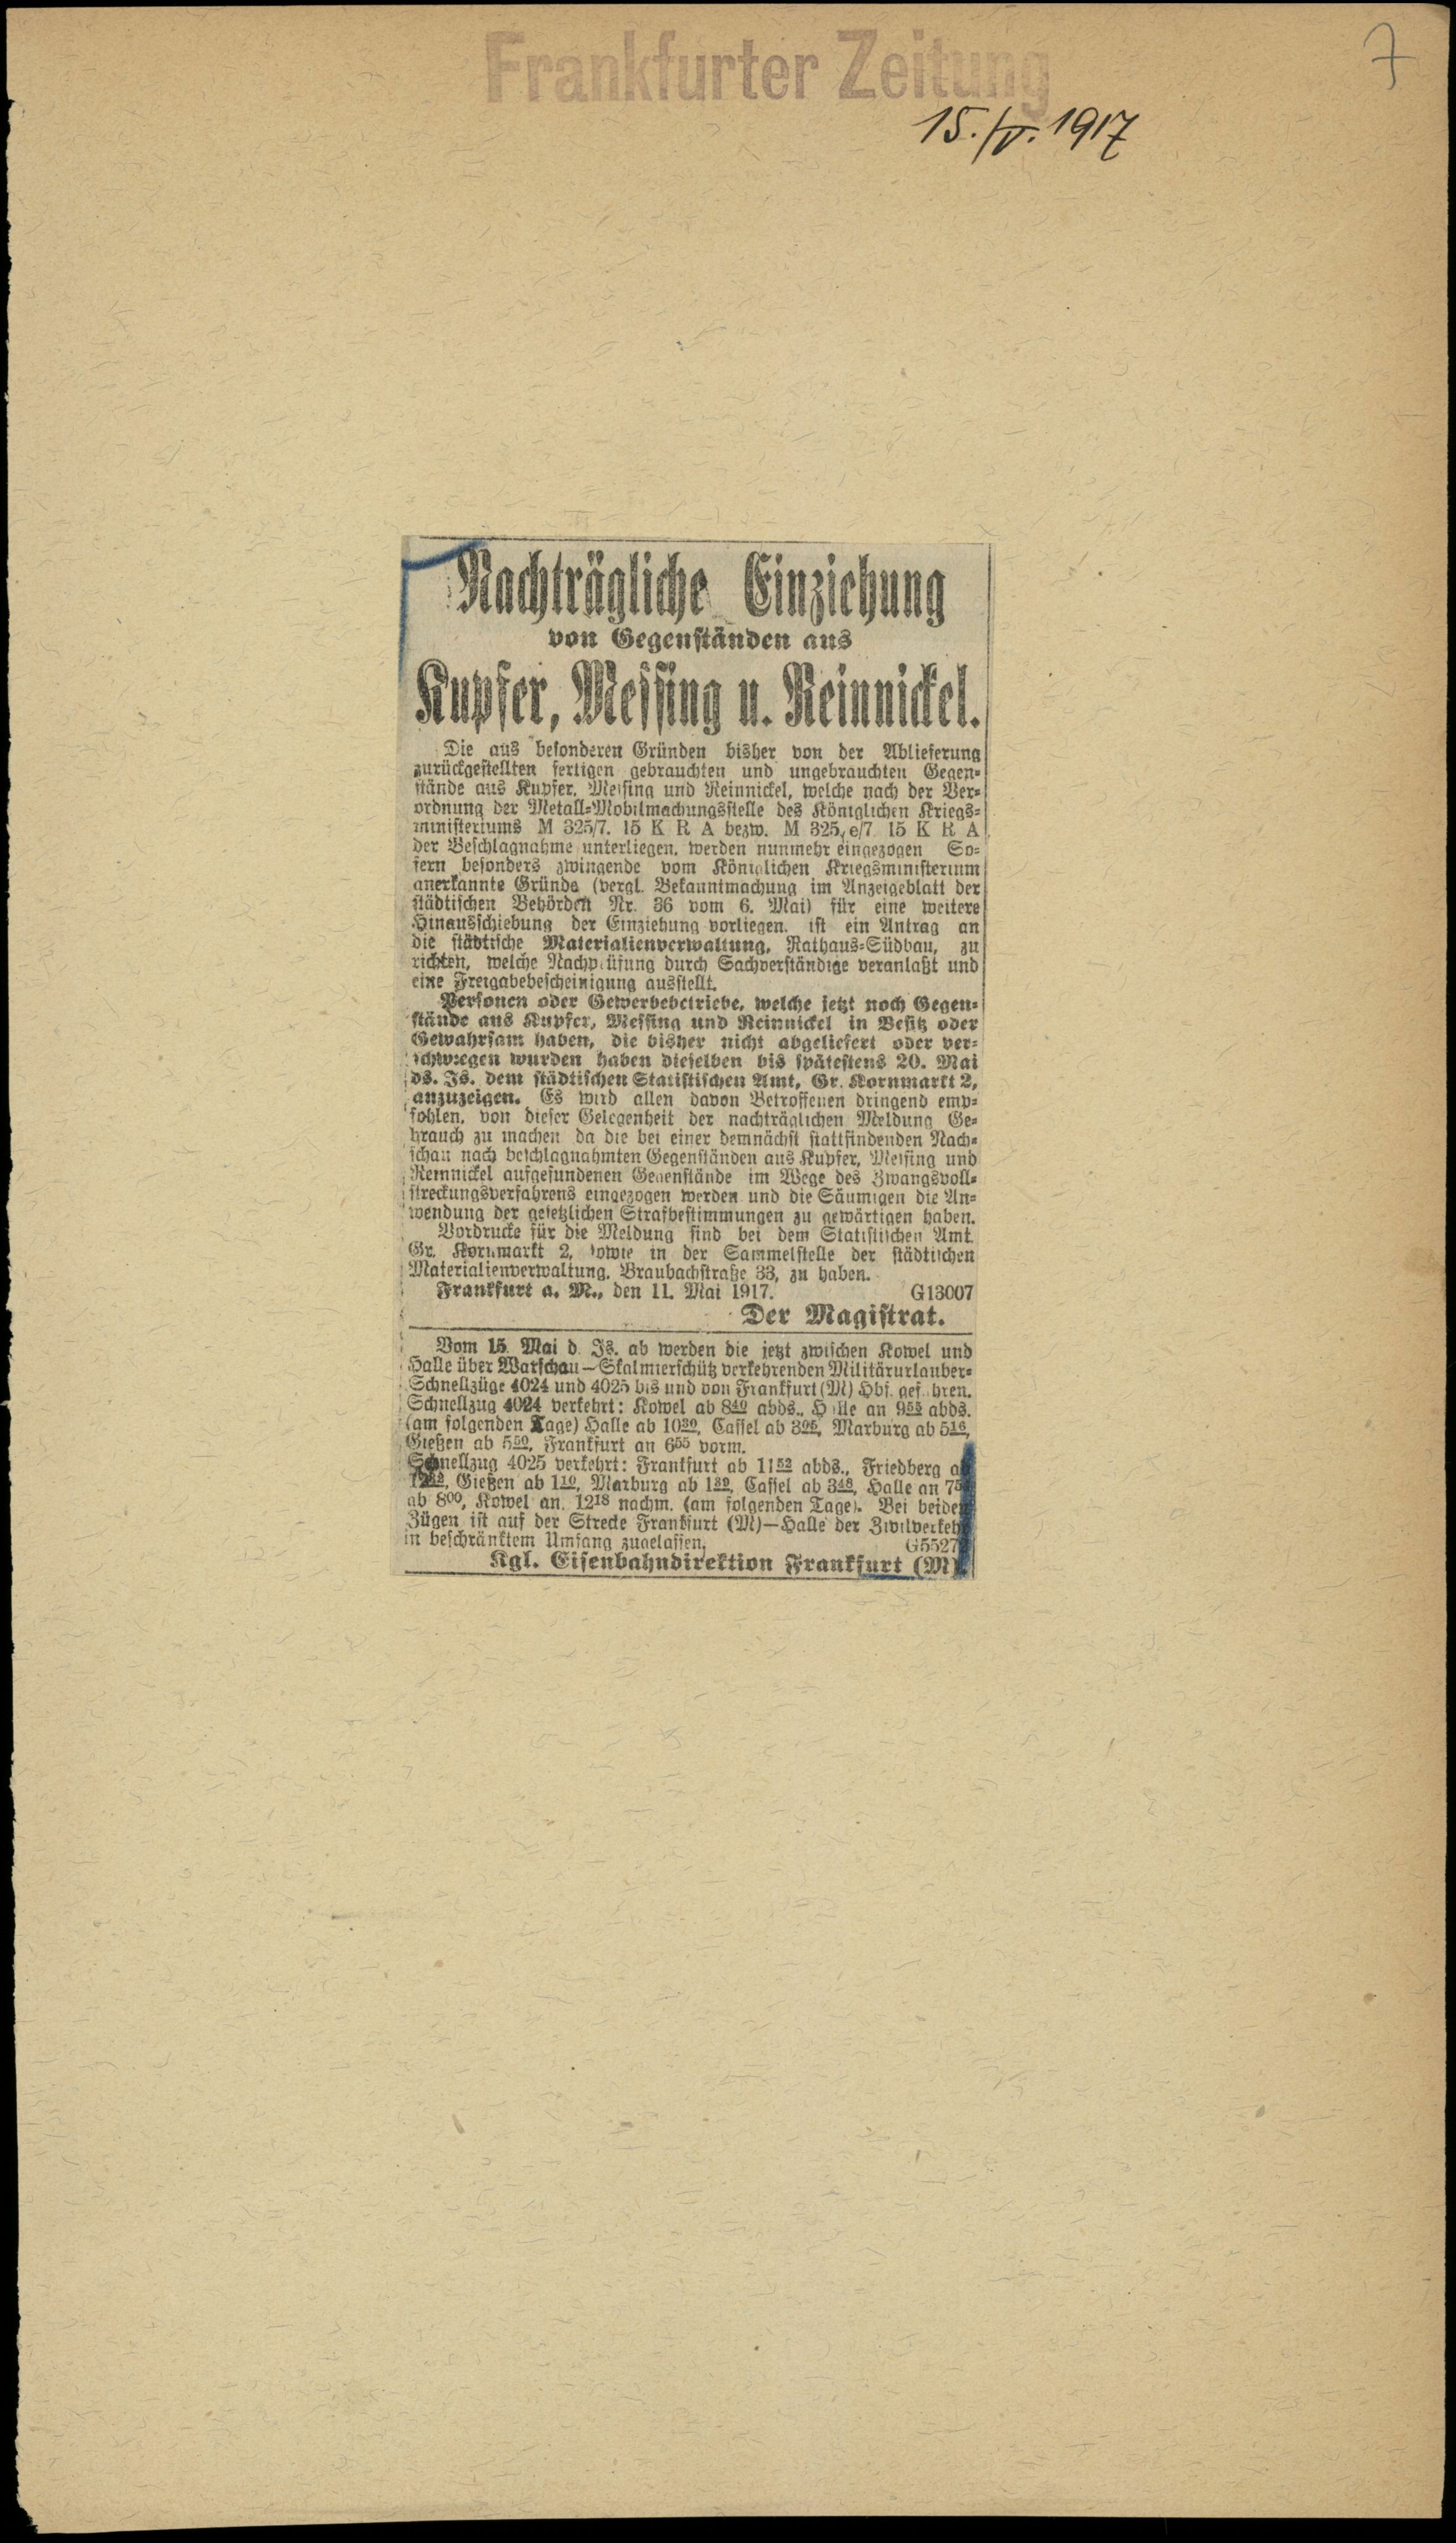 Frankfurter Zeitung
7
15./V. 1917
Nachträgliche Einziehung
von Gegenständen aus
Kupfer, Messing u. Reinnickel.
Die aus besonderen Gründen bisher von der Ablieferung
zurückgestellten fertigen gebrauchten und ungebrauchten Gegen-
stände aus Kupfer, Messing und Reinnickel, welche nach der Ver-
ordnung der Metall-Mobilmachungsstelle des Königlichen Kriegs-
ministeriums M 325/7. 15 K R A bezw. M 325 e/7 15 K R A
der Beschlagnahme unterliegen, werden nunmehr eingezogen So-
fern besonders zwingende vom Königlichen Kriegsministerium
anerkannte Gründe (vergl. Bekanntmachung im Anzeigeblatt der
städtischen Behörden Nr. 36 vom 6. Mai) für eine weitere
Hinausschiebung der Einziehung vorliegen, ist ein Antrag an
die städtische Materialienverwaltung, Rathaus-Südbau, zu
richten, welche Nachprüfung durch Sachverständige veranlaßt und
eine Freigabebescheinigung ausstellt.
Personen oder Gewerbebetriebe, welche jetzt noch Gegen-
stände aus Kupfer, Messing und Reinnickel in Besitz oder
Gewahrsam haben, die bisher nicht abgeliefert oder ver-
schwiegen wurden haben dieselben bis spätestens 20. Mai
ds. Js. dem städtischen Statistischen Amt, Gr. Kornmarkt 2,
anzuzeigen. Es wird allen davon Betroffenen dringend emp-
fohlen, von dieser Gelegenheit der nachträglichen Meldung Ge-
brauch zu machen da die bei einer demnächst stattfindenden Nach-
schau nach beschlagnahmten Gegenständen aus Kupfer, Messing und
Reinnickel aufgefundenen Gegenstände im Wege des Zwangsvoll-
streckungsverfahrens eingezogen werden und die Säumigen die An-
wendung der gesetzlichen Strafbestimmungen zu gewärtigen haben.
Vordrucke für die Meldung sind bei dem Statistischen Amt.
Gr. Kornmarkt 2, sowie in der Sammelstelle der städtischen
Materialienverwaltung, Braubachstraße 33, zu haben.
Frankfurt a. M., den 11. Mai 1917. G13007
Der Magistrat.
Vom 15. Mai d. Js. ab werden die jetzt zwischen Kowel und
Halle über Warschau—Skalmierschütz verkehrenden Militärurlauber-
Schnellzüge 4024 und 4025 bis und von Frankfurt (M) Hbf. gefahren.
Schnellzug 4024 verkehrt: Kowel ab 8⁴⁰ abds., Halle an 9⁵⁵ abds.
(am folgenden Tage) Halle ab 10³⁰, Cassel ab 3⁰⁵, Marburg ab 5¹⁶,
Gießen ab 5⁵⁰, Frankfurt an 6⁵⁵ vorm.
Schnellzug 4025 verkehrt: Frankfurt ab 11⁵² abds., Friedberg
Gießen ab 1¹⁰, Marburg ab 1³⁹, Cassel ab 3⁴⁸, Halle an
ab 8⁰⁰, Kowel an 12¹⁸ nachm. (am folgenden Tage). Bei beiden
Zügen ist auf der Strecke Frankfurt (M)—Halle der Zivilverkehr
in beschränktem Umfang zugelassen. G5527
Kgl. Eisenbahndirektion Frankfurt (M).